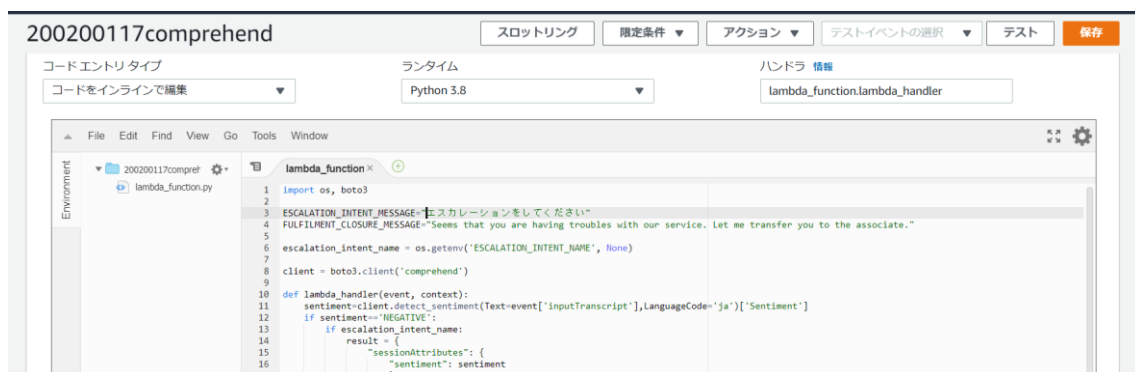 200200117comprehend スロットリング 限定条件 ▼ アクション ▼ テストイベントの選択 ▼ テスト 保存
コード エントリ タイプ ランタイム ハンドラ 情報
コードをインラインで編集 ▼ Python 3.8 ▼ lambda_function.lambda_handler
File Edit Find View Go Tools Window
Environment
200200117compreh lambda_function ×
lambda_function.py
1 import os, boto3
2
3 ESCALATION_INTENT_MESSAGE="エスカレーションをしてください"
4 FULFILMENT_CLOSURE_MESSAGE="Seems that you are having troubles with our service. Let me transfer you to the associate."
5
6 escalation_intent_name = os.getenv('ESCALATION_INTENT_NAME', None)
7
8 client = boto3.client('comprehend')
9
10 def lambda_handler(event, context):
11 sentiment=client.detect_sentiment(Text=event['inputTranscript'],LanguageCode='ja')['Sentiment']
12 if sentiment=='NEGATIVE':
13 if escalation_intent_name:
14 result = {
15 "sessionAttributes": {
16 "sentiment": sentiment